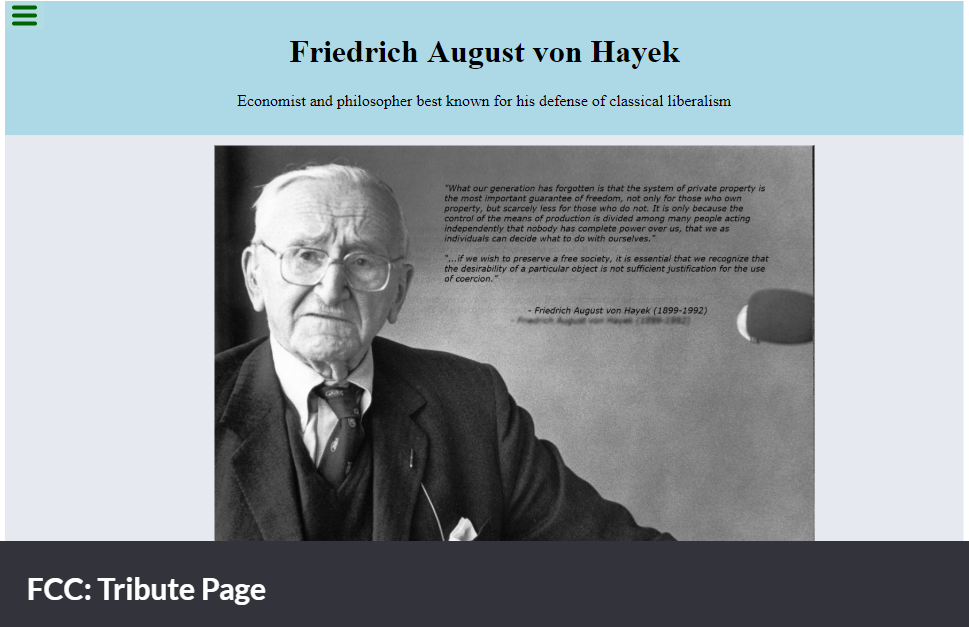 Friedrich August von Hayek
Economist and philosopher best known for his defense of classical liberalism
"What our generation has forgotten is that the system of private property is
the most important guarantee of freedom, not only for those who own
property, but scarcely less for those who do not. It is only because the
control of the means of production is divided among many people acting
independently that nobody has complete power over us, that we as
individuals can decide what to do with ourselves."
"...if we wish to preserve a free society, it is essential that we recognize that
the desirability of a particular object is not sufficient justification for the use
of coercion."
- Friedrich August von Hayek (1899-1992)
- Friedrich August von Hayek (1899-1992)
FCC: Tribute Page